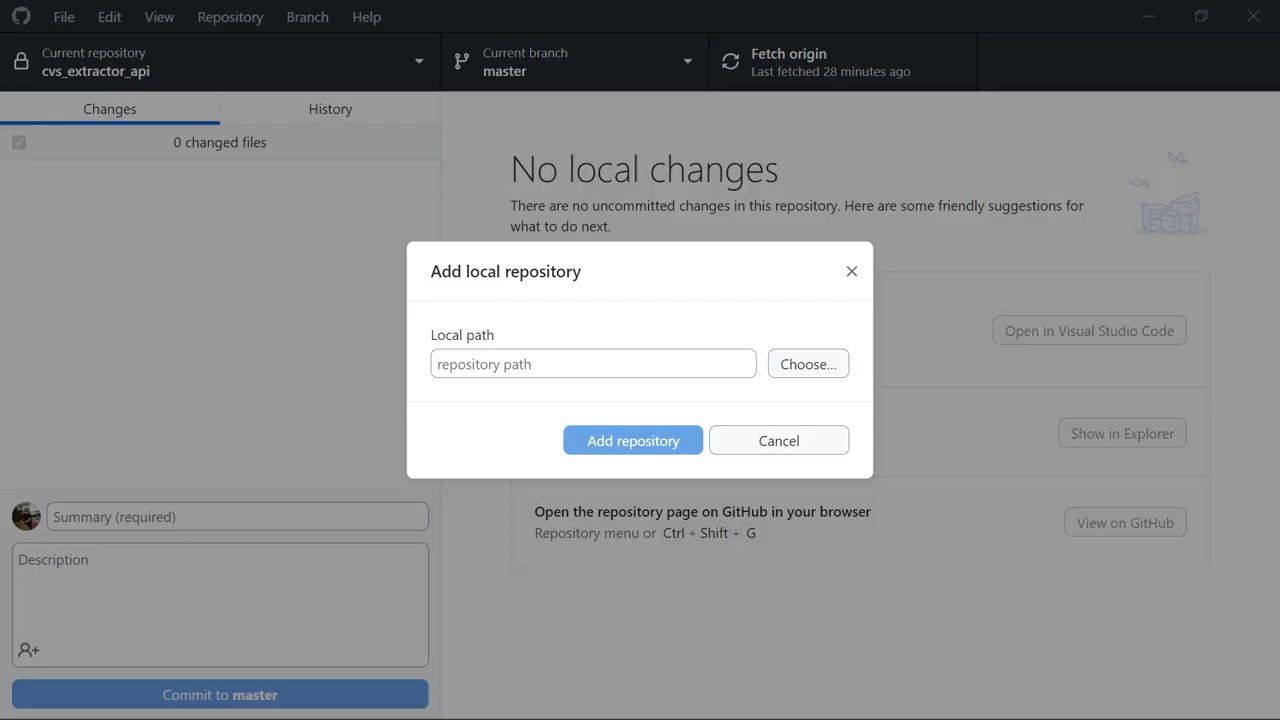 File Edit View Repository Branch Help
Current repository
cvs_extractor_api
Current branch
master
Fetch origin
Last fetched 28 minutes ago
Changes History
0 changed files
No local changes
There are no uncommitted changes in this repository. Here are some friendly suggestions for
what to do next.
Open in Visual Studio Code
Show in Explorer
Open the repository page on GitHub in your browser
Repository menu or Ctrl + Shift + G
View on GitHub
Add local repository
Local path
repository path
Choose...
Add repository
Cancel
Summary (required)
Description
Commit to master